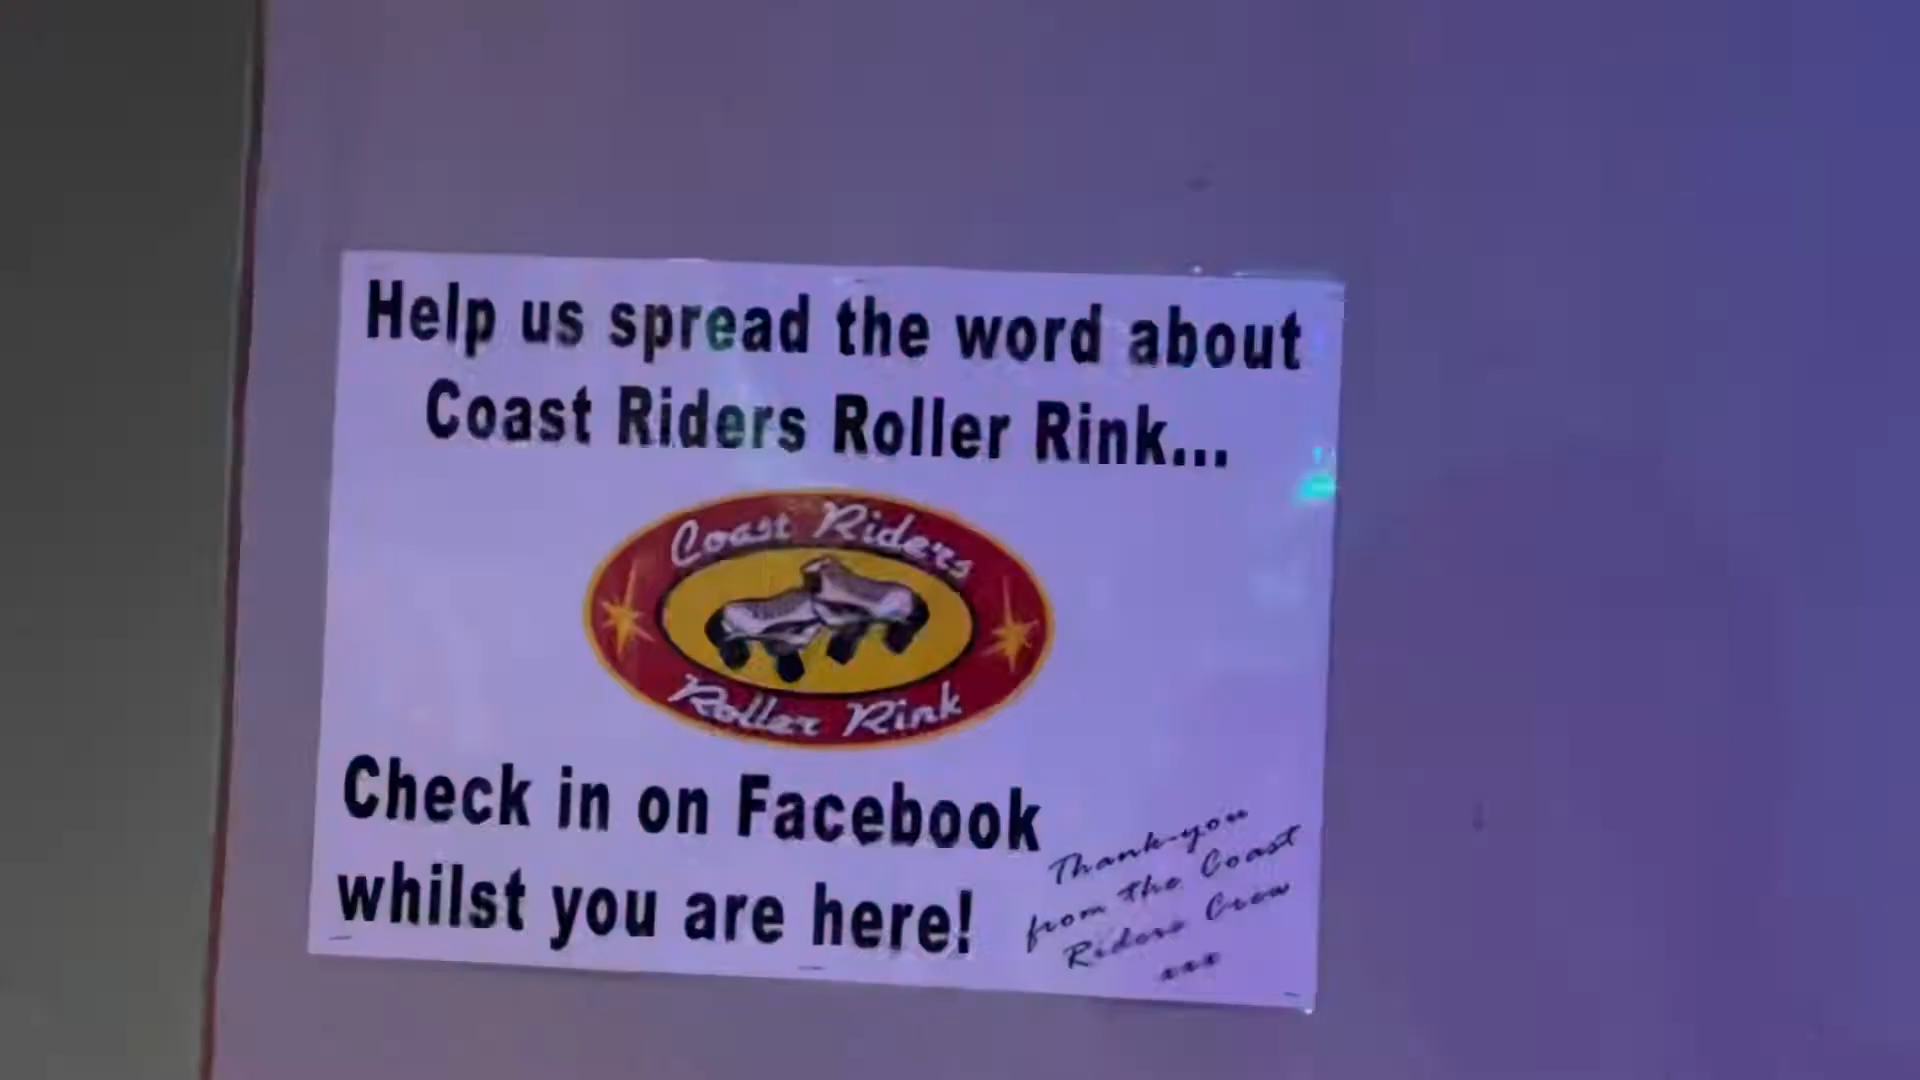 Help us spread the word about
Coast Riders Roller Rink...
Coast Riders
Roller Rink
Check in on Facebook
whilst you are here!
Thank-you
from the Coast
Riders Crew
xxx